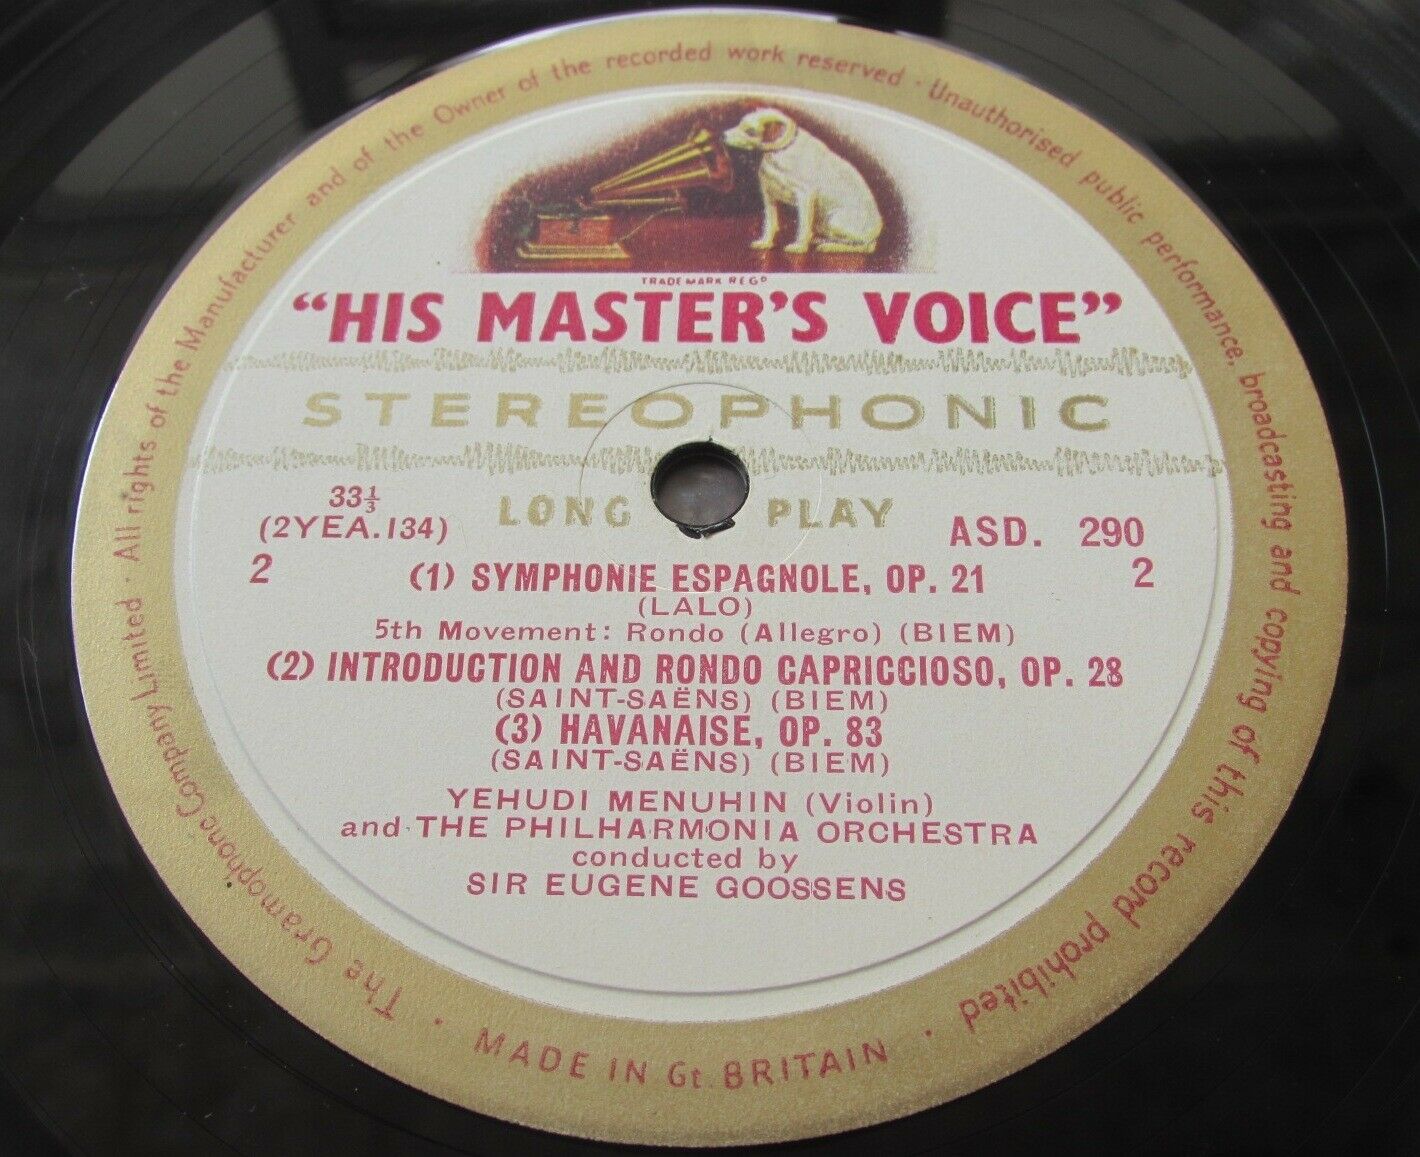 The Gramophone Company Limited · All rights of the Manufacturer and of the Owner of the recorded work reserved · Unauthorised public performance, broadcasting and copying of this record prohibited ·
TRADE MARK REGD
“HIS MASTER'S VOICE”
STEREOPHONIC
LONG PLAY
33⅓
(2YEA.134)
ASD. 290
2 2
(1) SYMPHONIE ESPAGNOLE, OP. 21
(LALO)
5th Movement: Rondo (Allegro) (BIEM)
(2) INTRODUCTION AND RONDO CAPRICCIOSO, OP. 28
(SAINT-SAËNS) (BIEM)
(3) HAVANAISE, OP. 83
(SAINT-SAËNS) (BIEM)
YEHUDI MENUHIN (Violin)
and THE PHILHARMONIA ORCHESTRA
conducted by
SIR EUGENE GOOSSENS
MADE IN Gt. BRITAIN ·